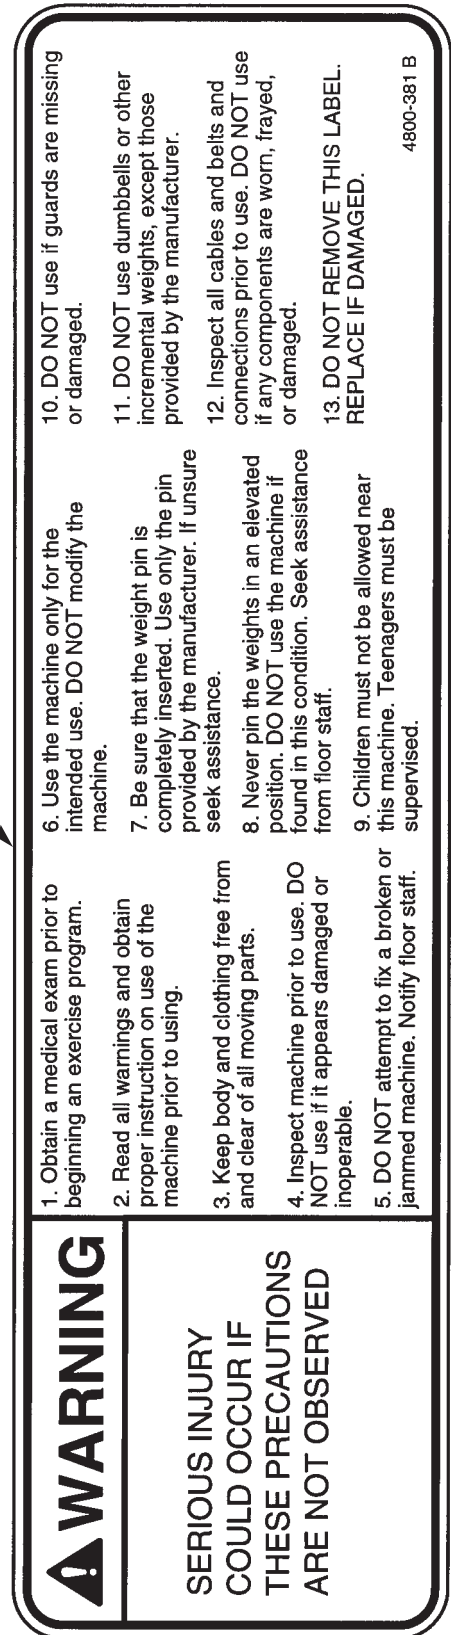 WARNING
SERIOUS INJURY
COULD OCCUR IF
THESE PRECAUTIONS
ARE NOT OBSERVED
1. Obtain a medical exam prior to
beginning an exercise program.
2. Read all warnings and obtain
proper instruction on use of the
machine prior to using.
3. Keep body and clothing free from
and clear of all moving parts.
4. Inspect machine prior to use. DO
NOT use if it appears damaged or
inoperable.
5. DO NOT attempt to fix a broken or
jammed machine. Notify floor staff.
6. Use the machine only for the
intended use. DO NOT modify the
machine.
7. Be sure that the weight pin is
completely inserted. Use only the pin
provided by the manufacturer. If unsure
seek assistance.
8. Never pin the weights in an elevated
position. DO NOT use the machine if
found in this condition. Seek assistance
from floor staff.
9. Children must not be allowed near
this machine. Teenagers must be
supervised.
10. DO NOT use if guards are missing
or damaged.
11. DO NOT use dumbbells or other
incremental weights, except those
provided by the manufacturer.
12. Inspect all cables and belts and
connections prior to use. DO NOT use
if any components are worn, frayed,
or damaged.
13. DO NOT REMOVE THIS LABEL.
REPLACE IF DAMAGED.
4800-381 B